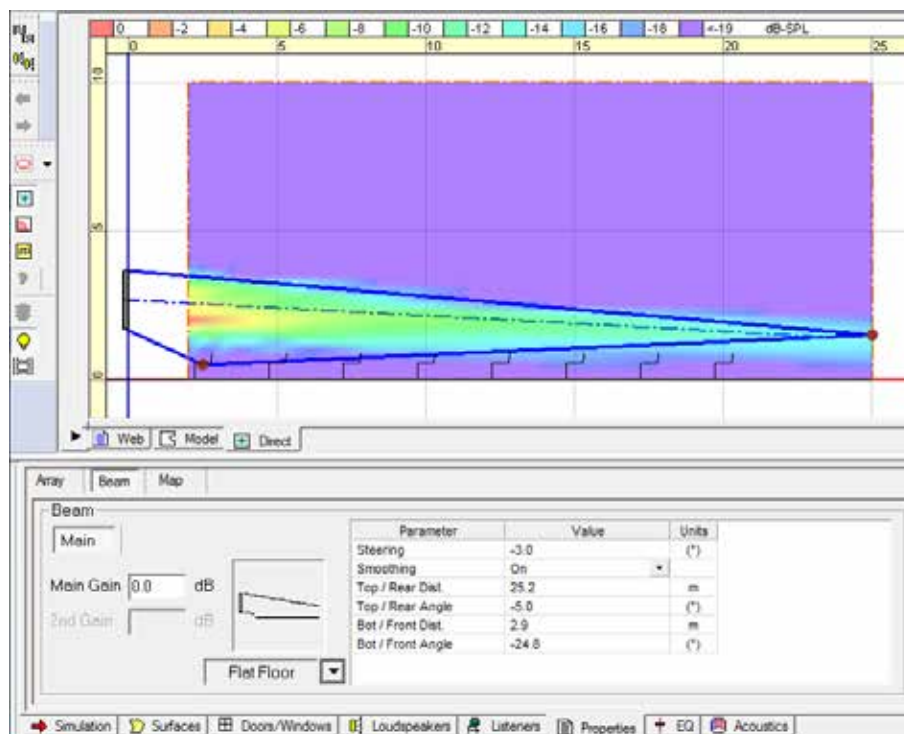 0 -2 -4 -6 -8 -10 -12 -14 -16 -18 <-19 dB-SPL
0 5 10 15 20 25
10
5
0
Web Model Direct
Array Beam Map
Beam
Main
Main Gain 0.0 dB
2nd Gain dB
Flat Floor
Parameter Value Units
Steering -3.0 (°)
Smoothing On
Top / Rear Dist. 25.2 m
Top / Rear Angle -5.0 (°)
Bot / Front Dist. 2.9 m
Bot / Front Angle -24.8 (°)
Simulation Surfaces Doors/Windows Loudspeakers Listeners Properties EQ Acoustics